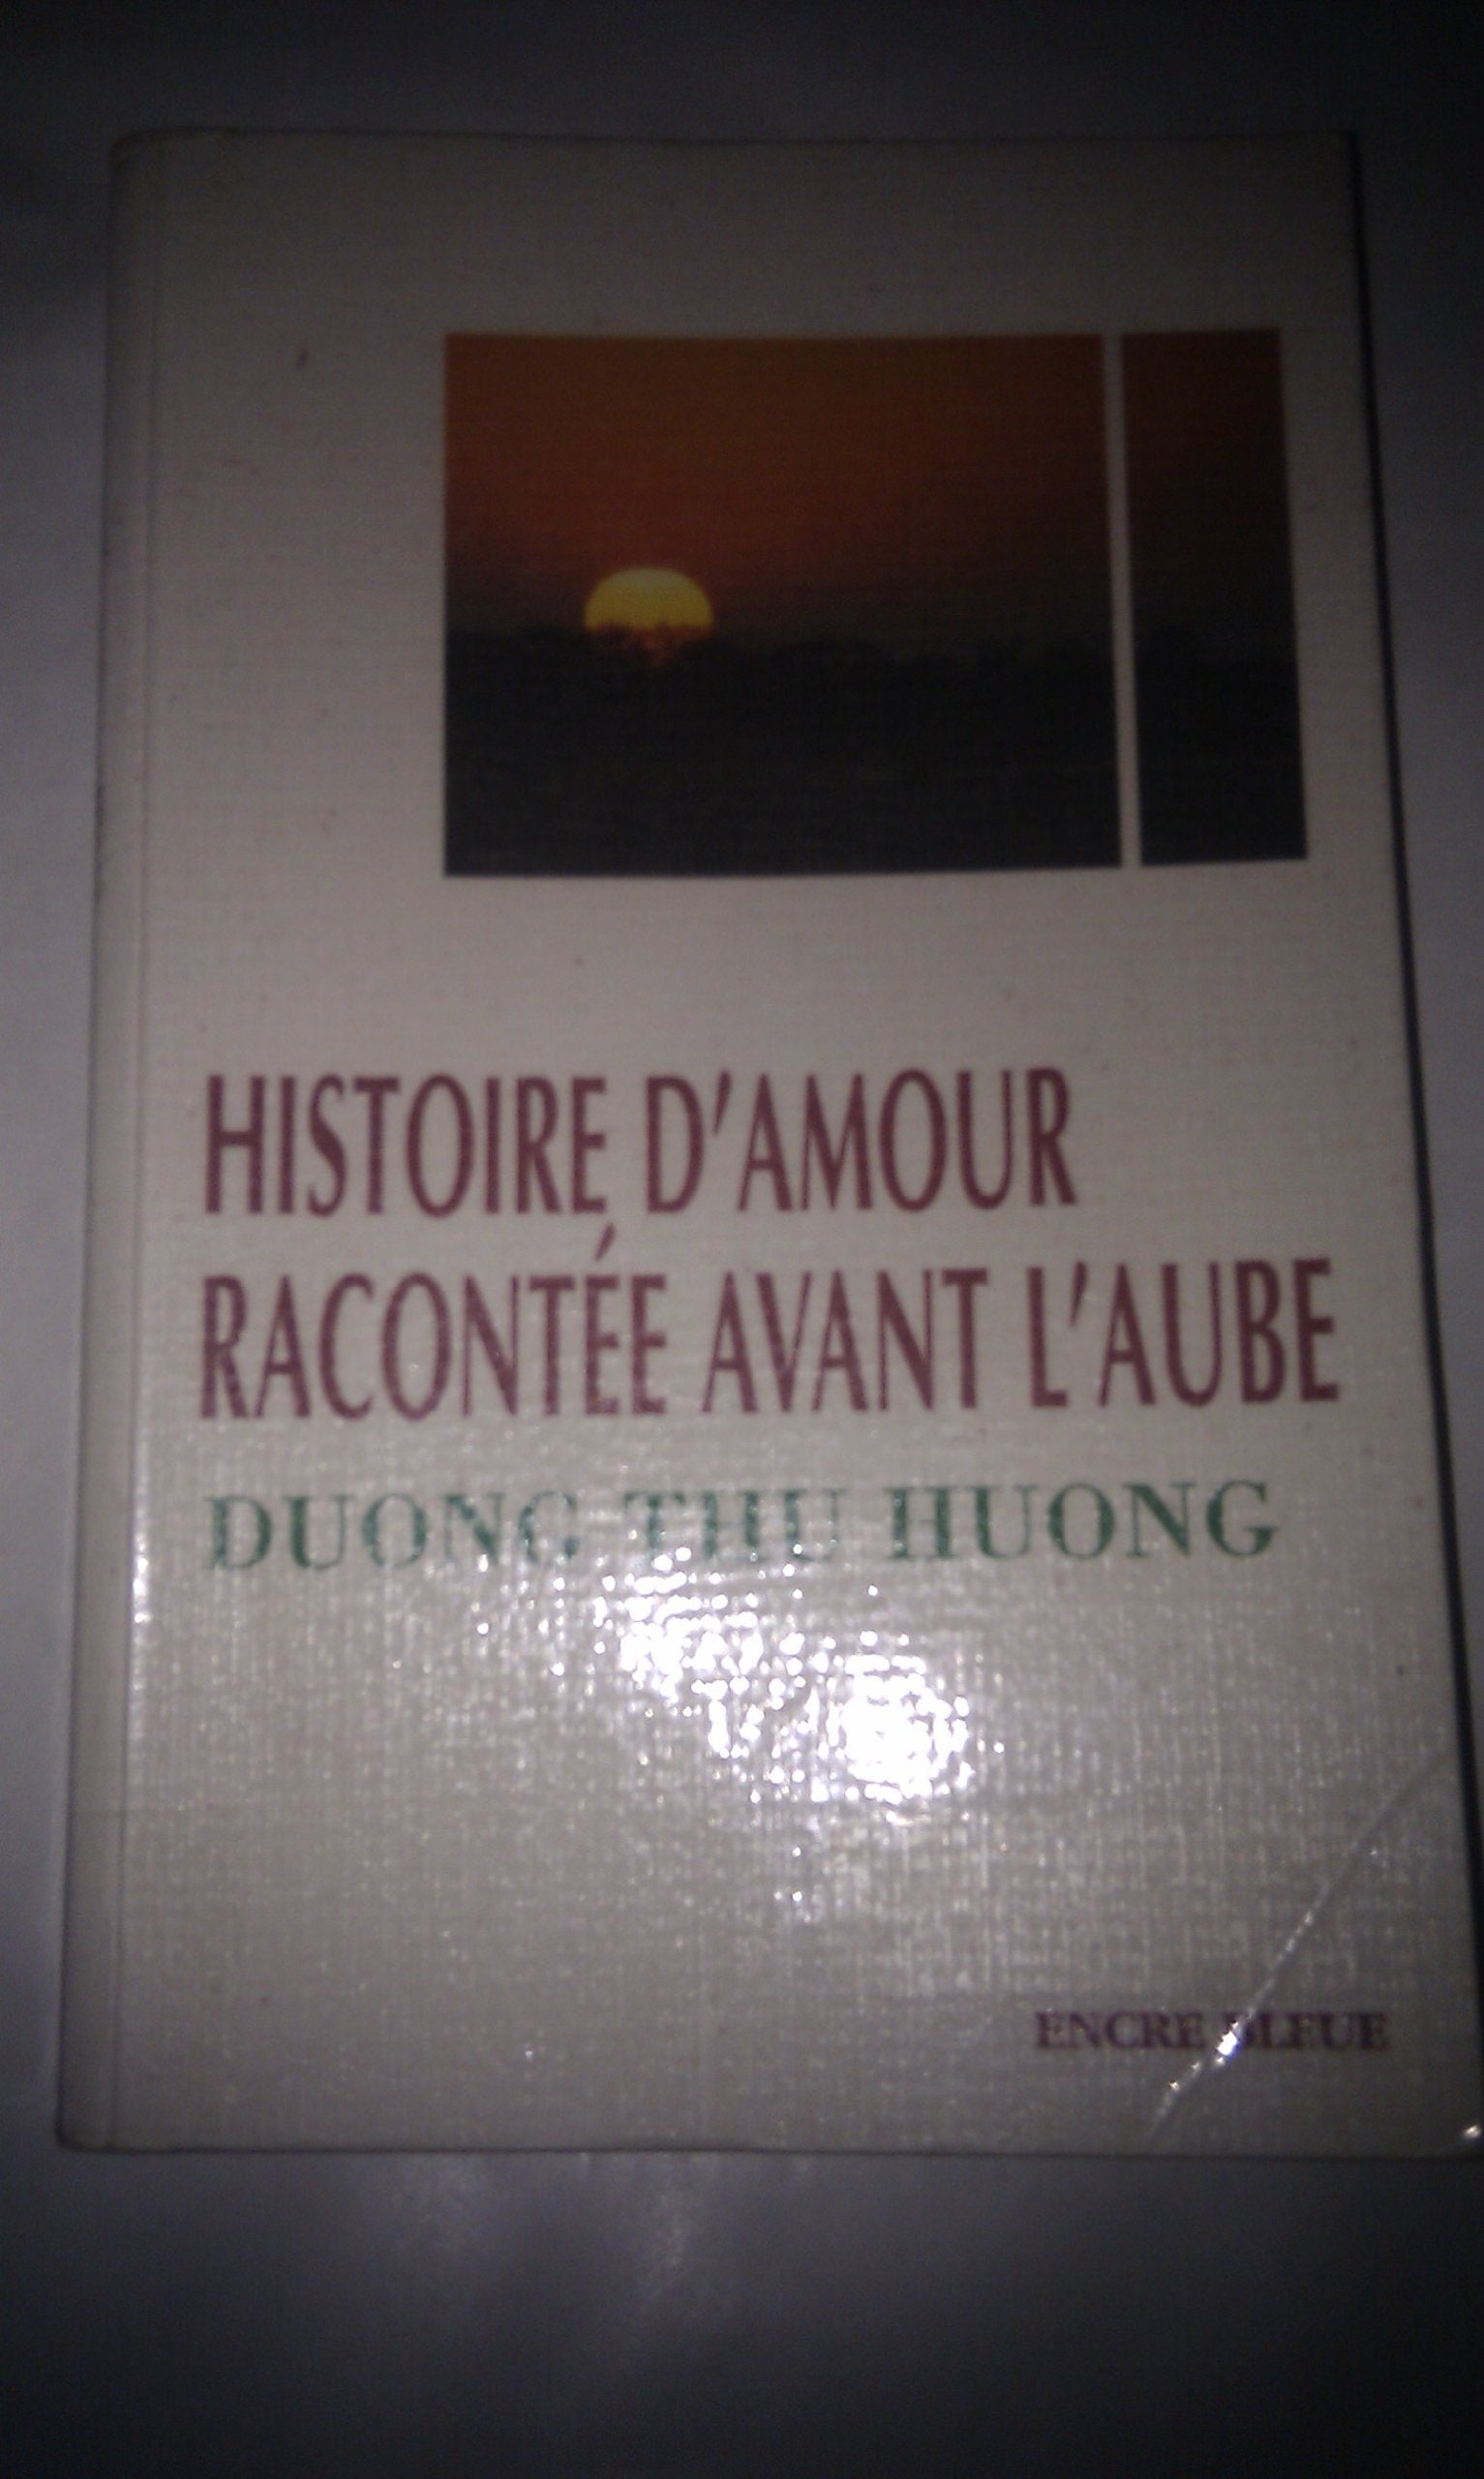 HISTOIRE D'AMOUR
RACONTÉE AVANT L'AUBE
DUONG THU HUONG
ENCRE BLEUE